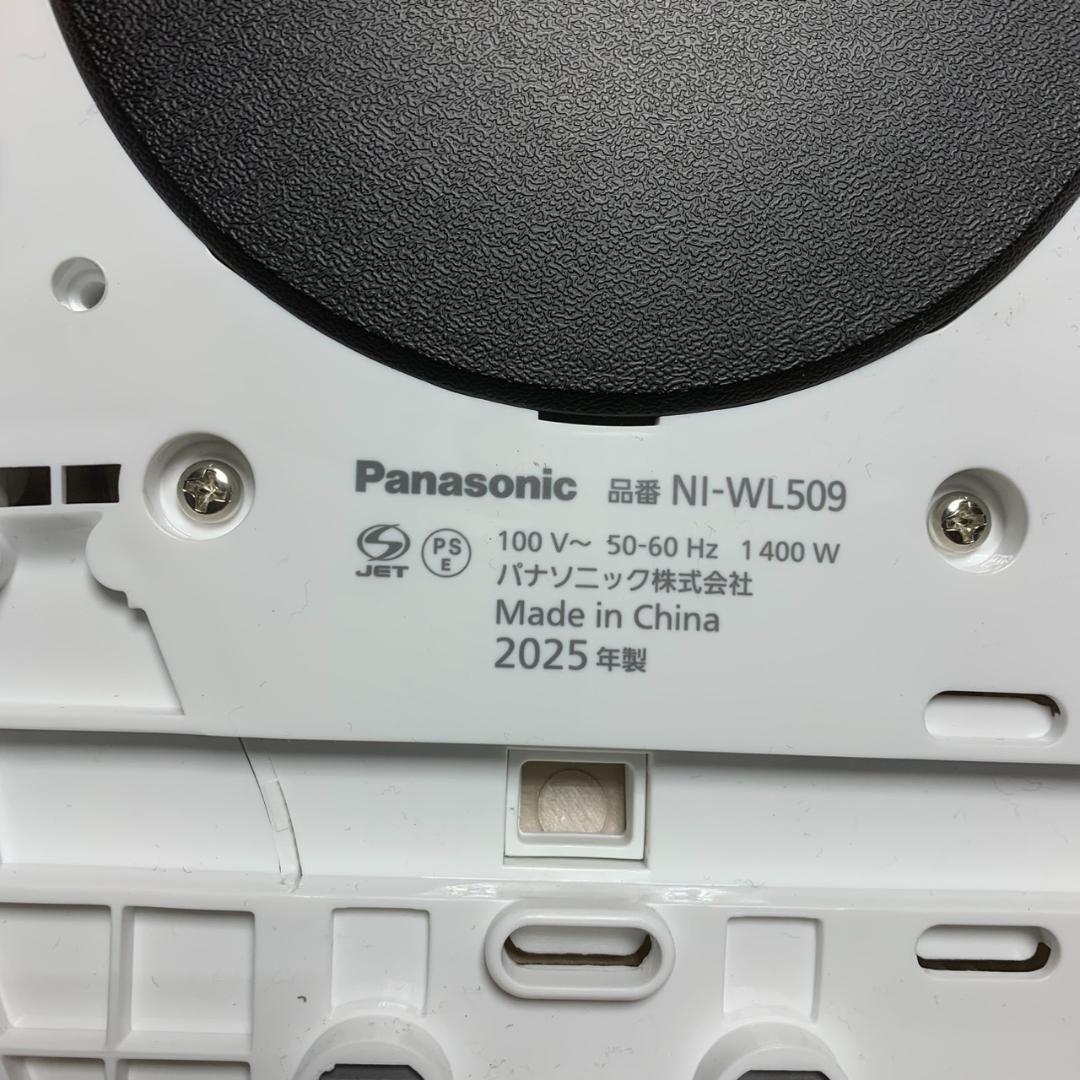 Panasonic 品番 NI-WL509
S JET PS E 100 V～ 50-60 Hz 1 400 W
パナソニック株式会社
Made in China
2025 年製